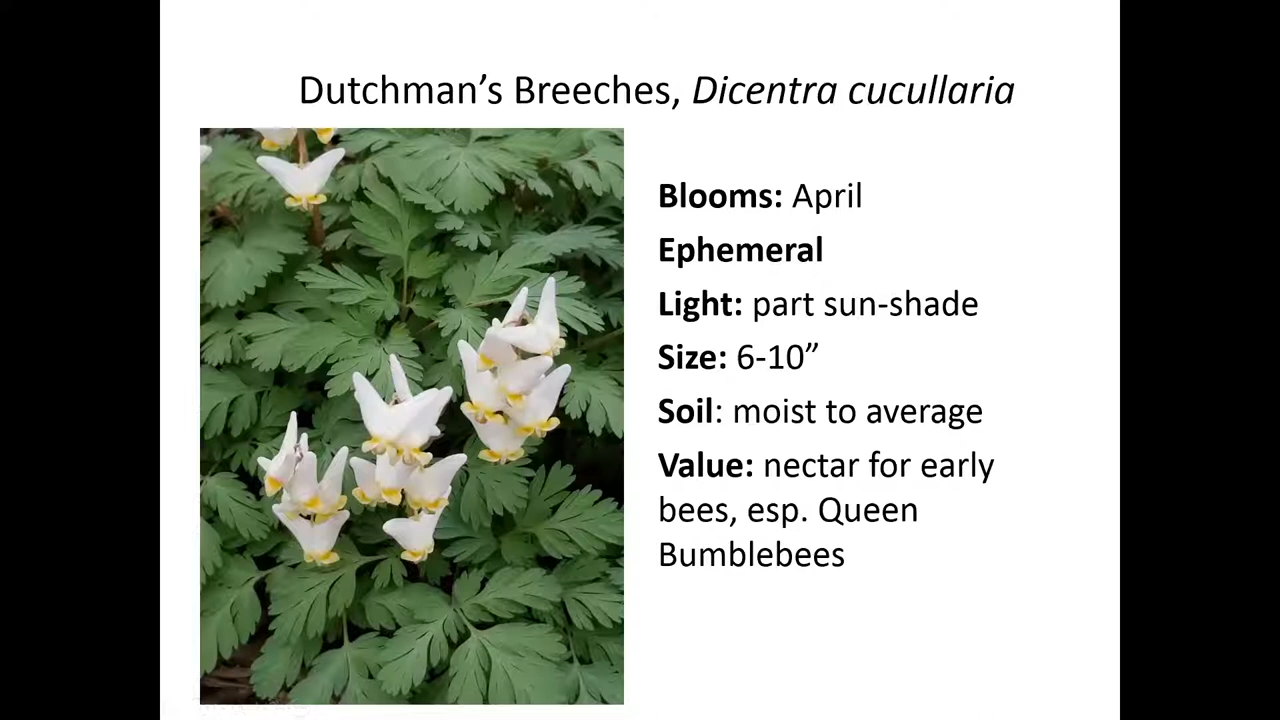 Dutchman’s Breeches, Dicentra cucullaria
Blooms: April
Ephemeral
Light: part sun-shade
Size: 6-10”
Soil: moist to average
Value: nectar for early
bees, esp. Queen
Bumblebees